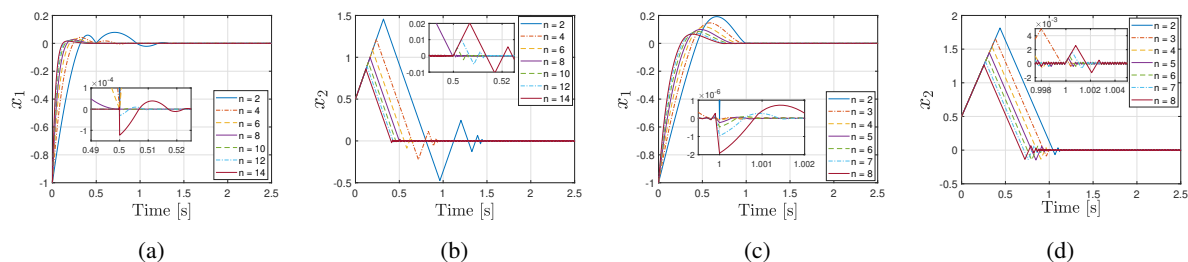 0.2
0
-0.2
-0.4
-0.6
-0.8
-1
x₁
0 0.5 1 1.5 2 2.5
Time [s]
×10⁻⁴
0
-1
0.49 0.5 0.51 0.52
n = 2
n = 4
n = 6
n = 8
n = 10
n = 12
n = 14
(a)
1.5
1
0.5
0
-0.5
x₂
0 0.5 1 1.5 2 2.5
Time [s]
0.02
0.01
0
-0.01
0.5 0.52
n = 2
n = 4
n = 6
n = 8
n = 10
n = 12
n = 14
(b)
0.2
0
-0.2
-0.4
-0.6
-0.8
-1
x₁
0 0.5 1 1.5 2 2.5
Time [s]
×10⁻⁶
1
0
-1
-2
1 1.001 1.002
n = 2
n = 3
n = 4
n = 5
n = 6
n = 7
n = 8
(c)
2
1.5
1
0.5
0
-0.5
x₂
0 0.5 1 1.5 2 2.5
Time [s]
×10⁻³
4
2
0
-2
0.998 1 1.002 1.004
n = 2
n = 3
n = 4
n = 5
n = 6
n = 7
n = 8
(d)